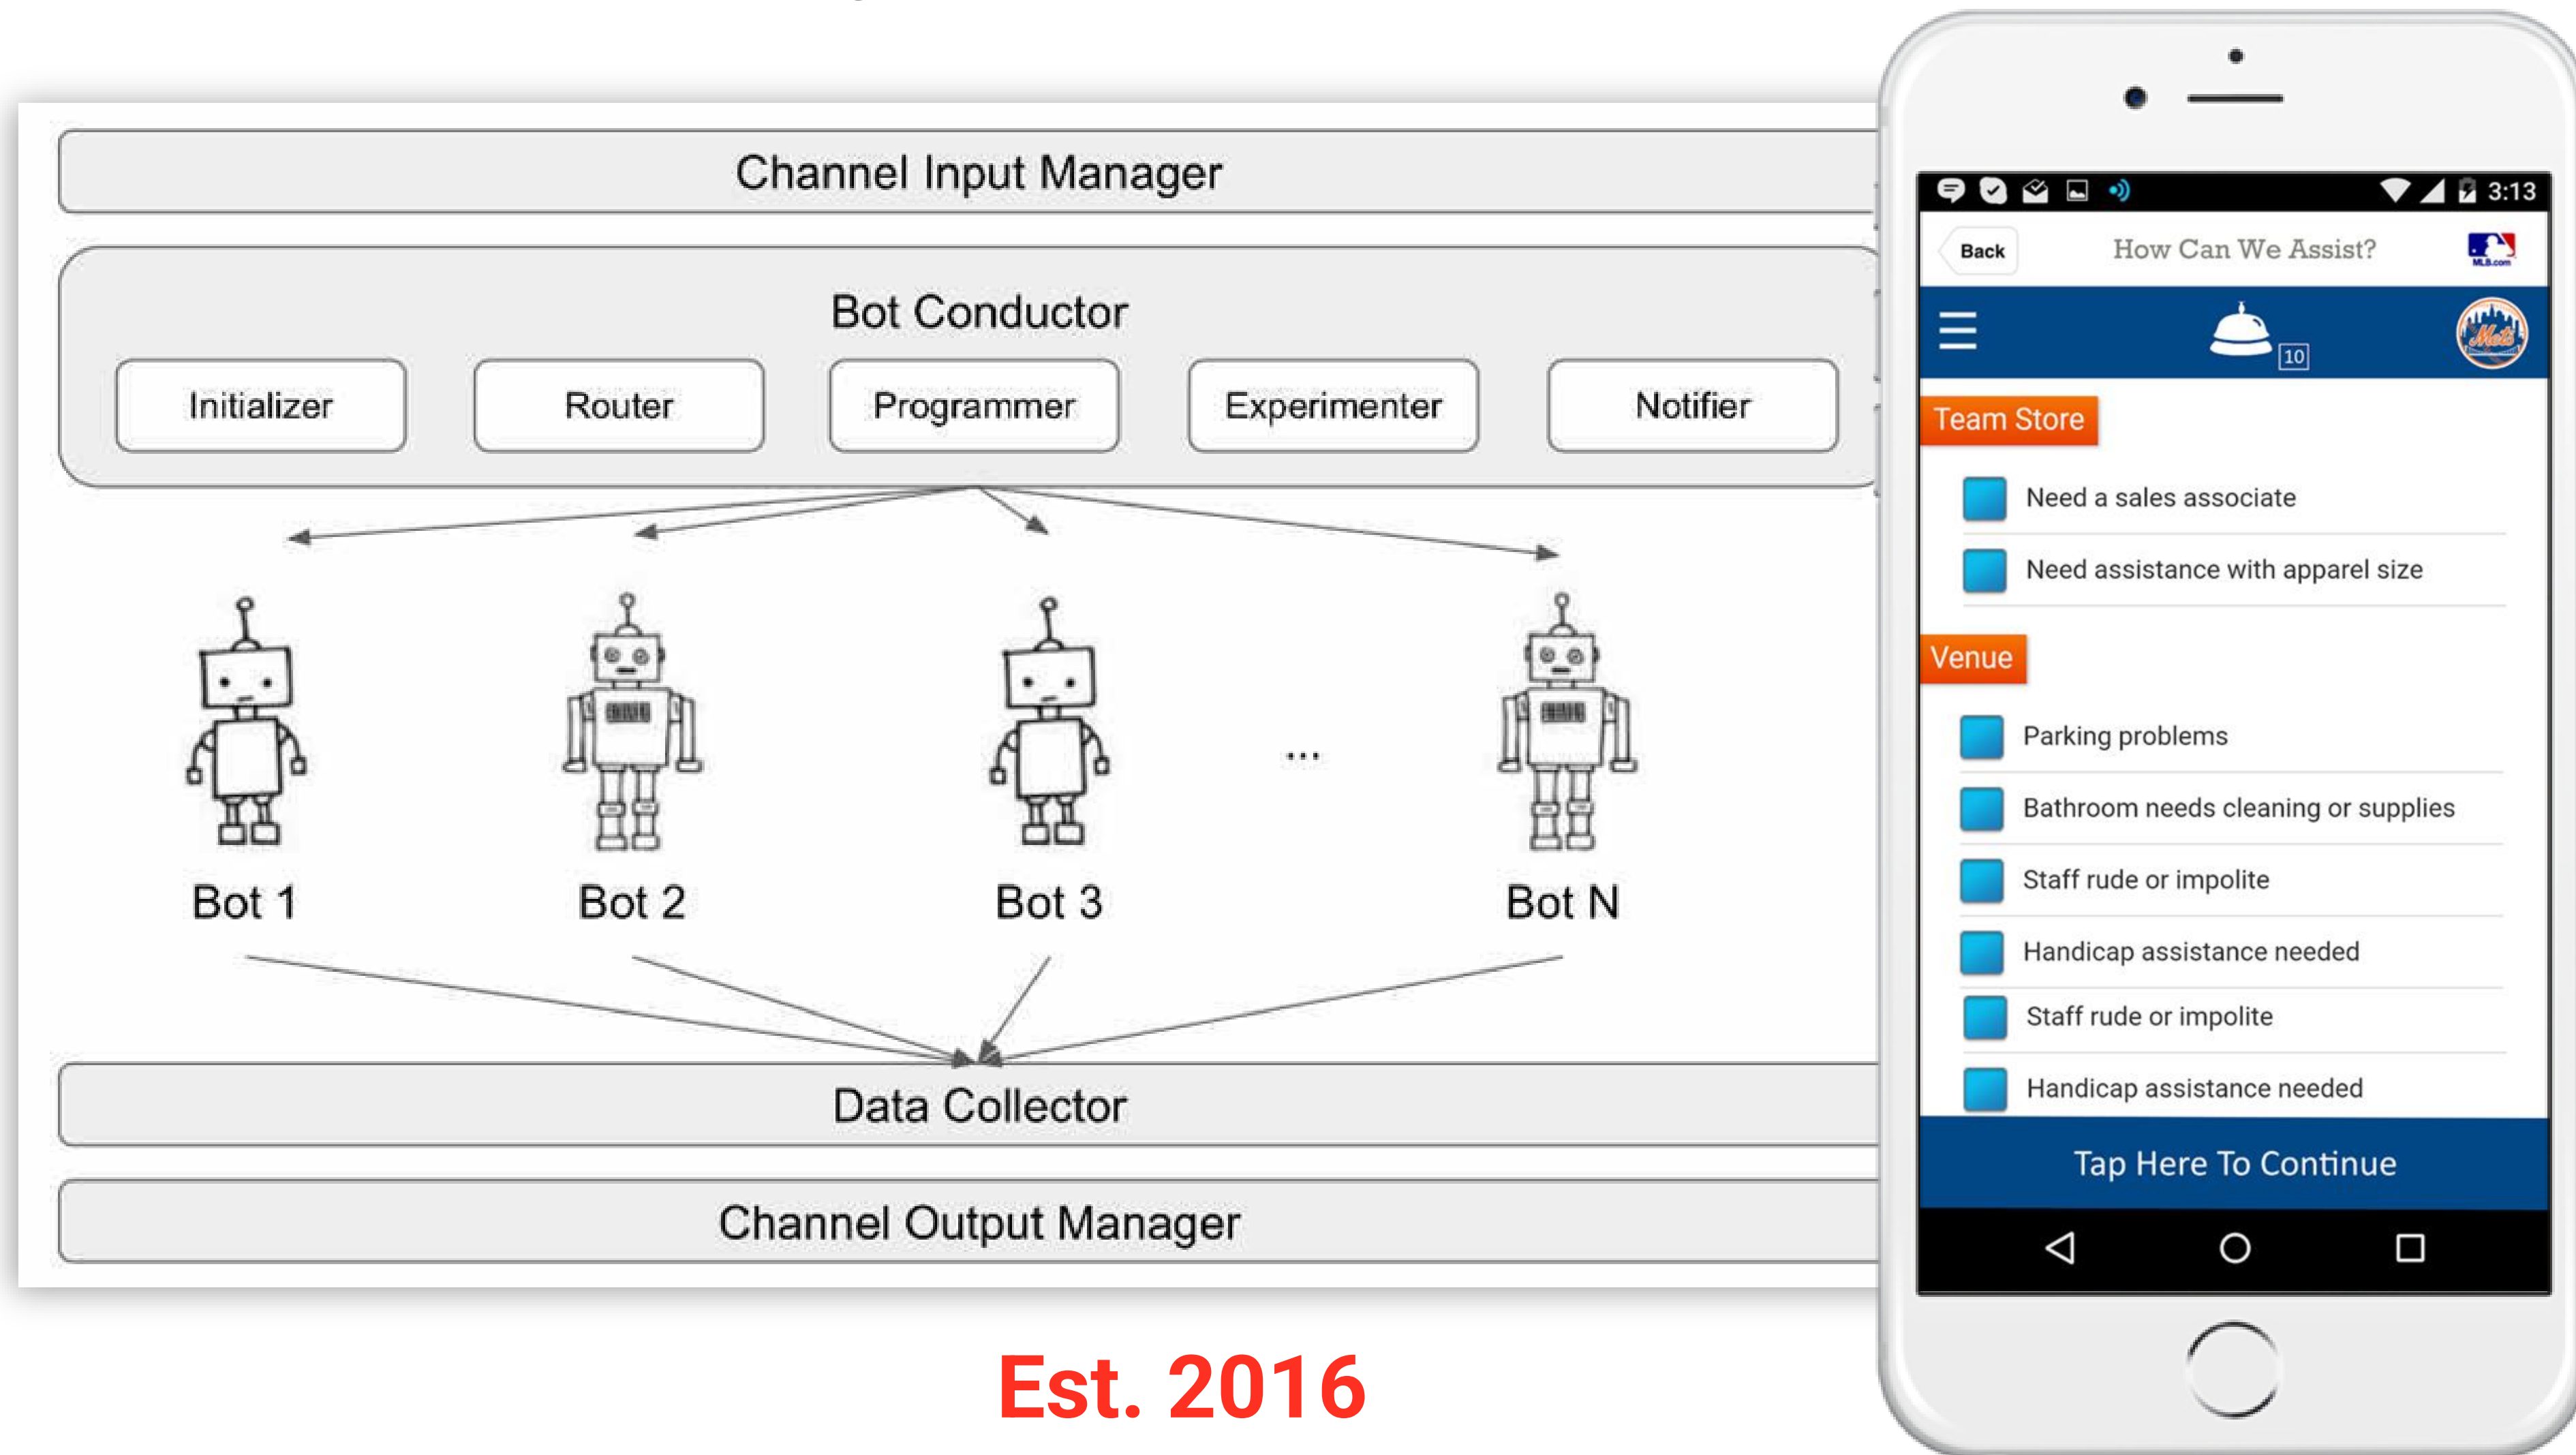 Channel Input Manager
Bot Conductor
Initializer
Router
Programmer
Experimenter
Notifier
Bot 1
Bot 2
Bot 3
...
Bot N
Data Collector
Channel Output Manager
Est. 2016
3:13
Back
How Can We Assist?
MLB.com
10
Mets
Team Store
Need a sales associate
Need assistance with apparel size
Venue
Parking problems
Bathroom needs cleaning or supplies
Staff rude or impolite
Handicap assistance needed
Staff rude or impolite
Handicap assistance needed
Tap Here To Continue